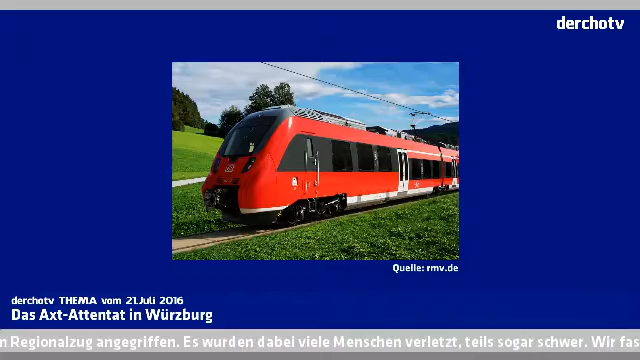 derchotv
DB
Quelle: rmv.de
derchotv THEMA vom 21.Juli 2016
Das Axt-Attentat in Würzburg
n Regionalzug angegriffen. Es wurden dabei viele Menschen verletzt, teils sogar schwer. Wir fas